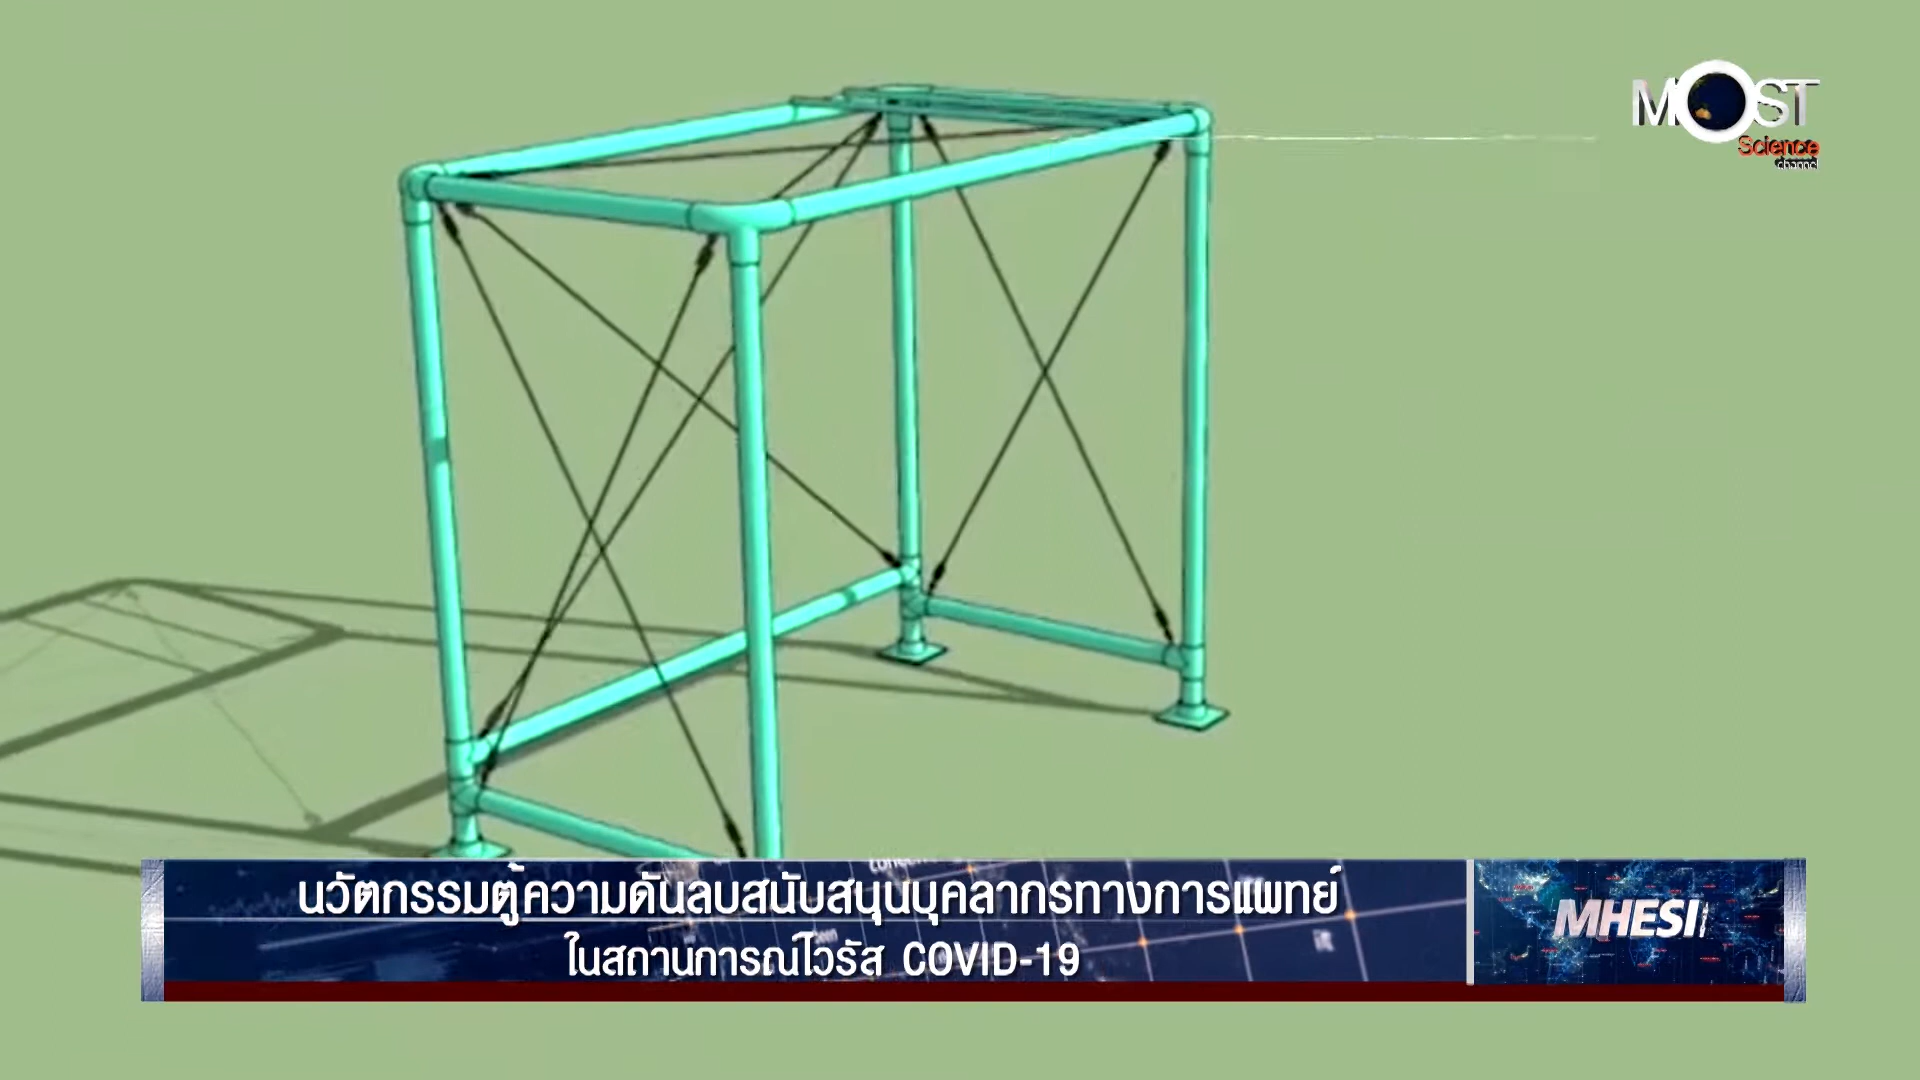 MOST
Science
channel
นวัตกรรมตู้ความดันลบสนับสนุนบุคลากรทางการแพทย์
ในสถานการณ์ไวรัส COVID-19
MHESI